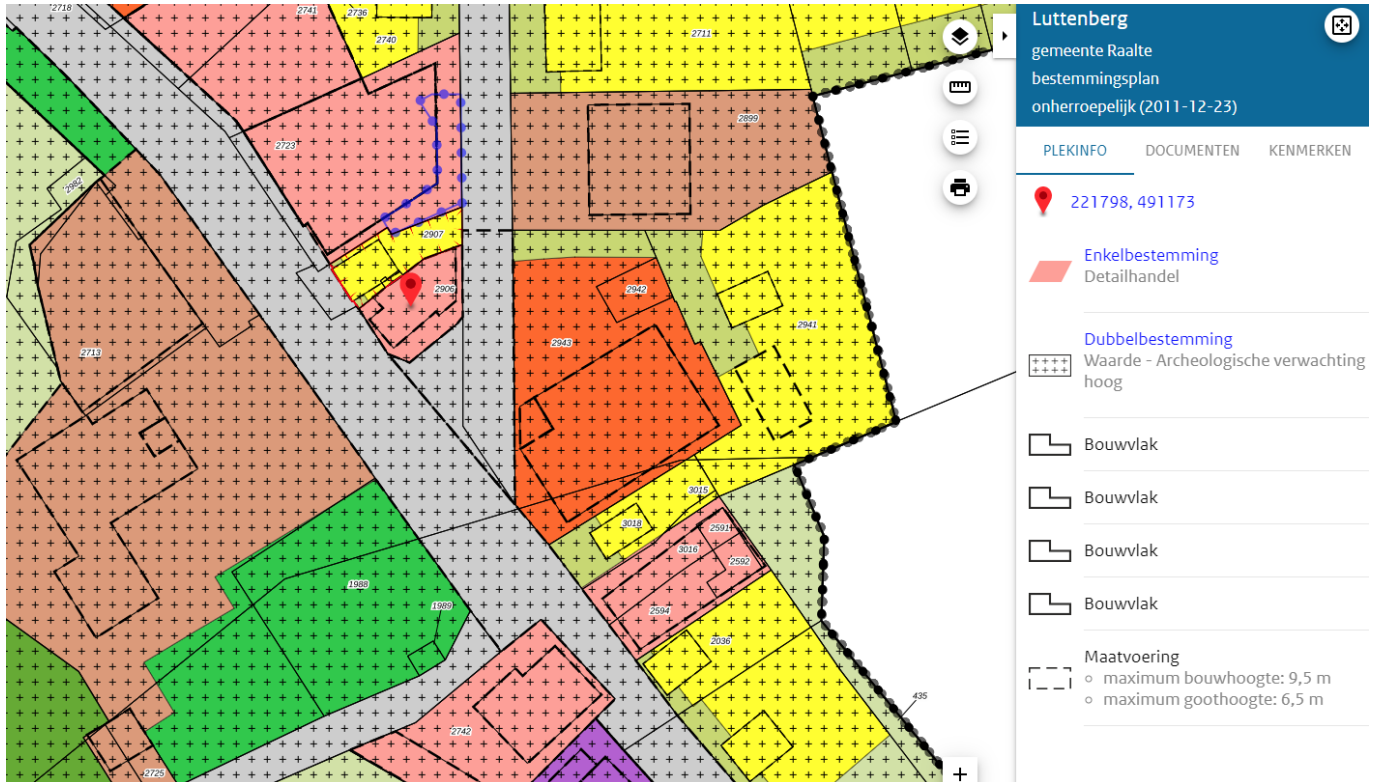 2718
2741
2736
2740
2711
2723
2899
2982
2907
2906
2942
2943
2941
2713
3015
3018
2591
3016
2592
2594
1988
1989
2036
435
2742
2725
+
Luttenberg
gemeente Raalte
bestemmingsplan
onherroepelijk (2011-12-23)
PLEKINFO DOCUMENTEN KENMERKEN
221798, 491173
Enkelbestemming
Detailhandel
Dubbelbestemming
Waarde - Archeologische verwachting
hoog
Bouwvlak
Bouwvlak
Bouwvlak
Bouwvlak
Maatvoering
maximum bouwhoogte: 9,5 m
maximum goothoogte: 6,5 m